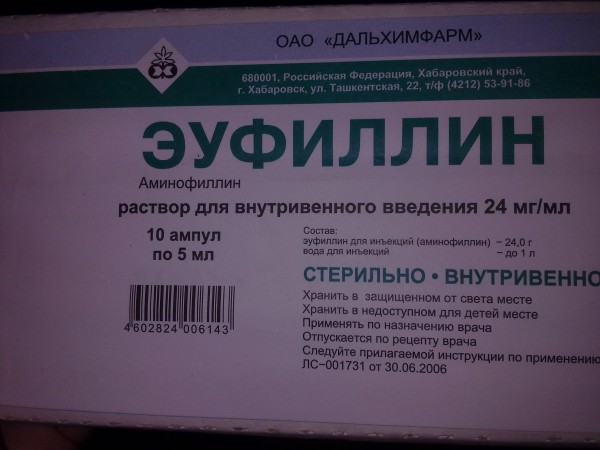 ОАО «ДАЛЬХИМФАРМ»
680001, Российская Федерация, Хабаровский край,
г. Хабаровск, ул. Ташкентская, 22, т/ф (4212) 53-91-86
ЭУФИЛЛИН
Аминофиллин
раствор для внутривенного введения 24 мг/мл
10 ампул
по 5 мл
Состав:
эуфиллин для инъекций (аминофиллин) – 24,0 г
вода для инъекций – до 1 л
СТЕРИЛЬНО • ВНУТРИВЕННО
Хранить в защищенном от света месте
Хранить в недоступном для детей месте
Применять по назначению врача
Отпускается по рецепту врача
Следуйте прилагаемой инструкции по применению
ЛС–001731 от 30.06.2006
4602824 006143